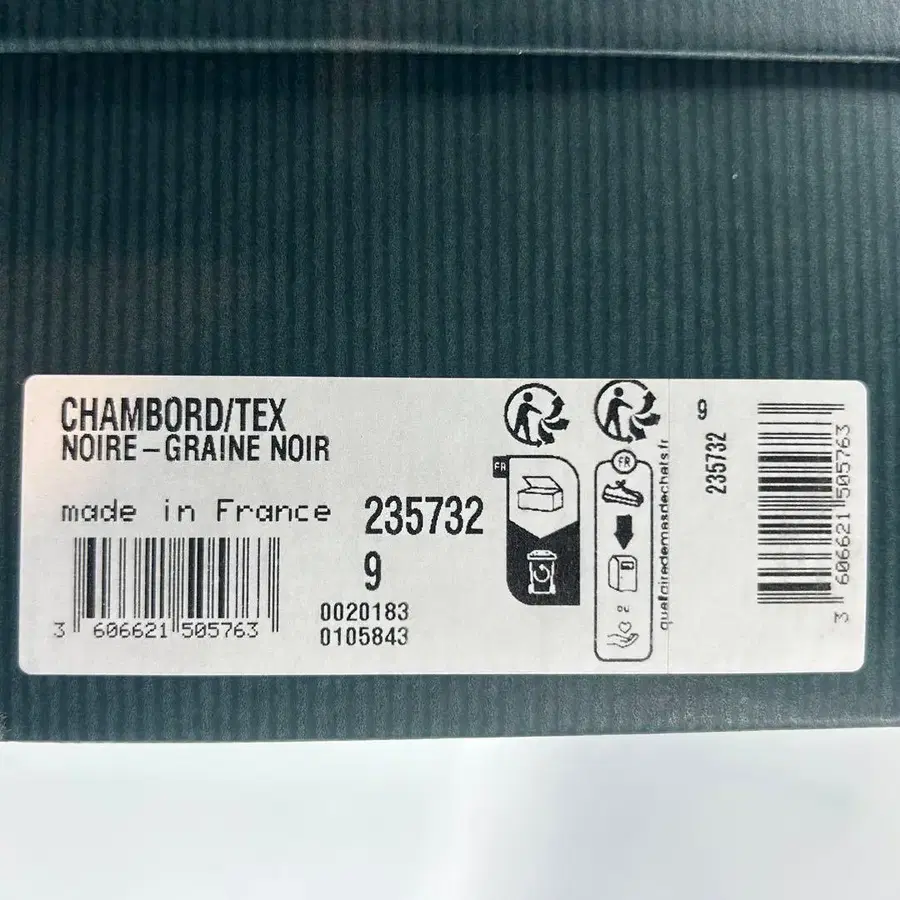 CHAMBORD/TEX
NOIRE-GRAINE NOIR
made in France
235732
9
0020183
0105843
3 606621 505763
FR
FR
quefairedemesdechets.fr
9
235732
3 606621 505763